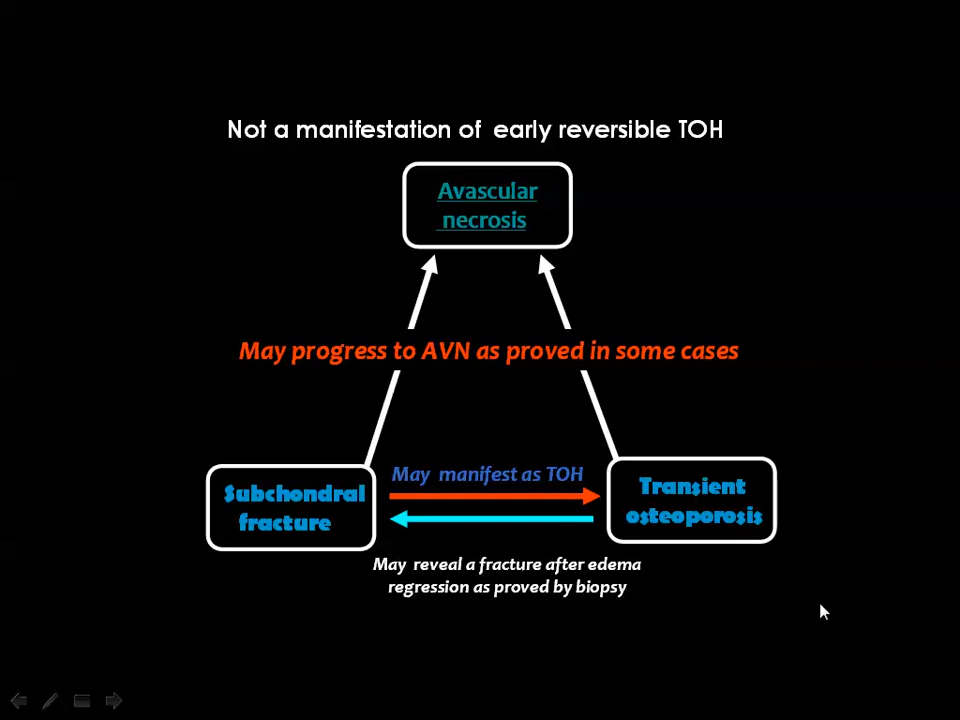 Not a manifestation of early reversible TOH
Avascular
necrosis
May progress to AVN as proved in some cases
May manifest as TOH
Subchondral
fracture
Transient
osteoporosis
May reveal a fracture after edema
regression as proved by biopsy